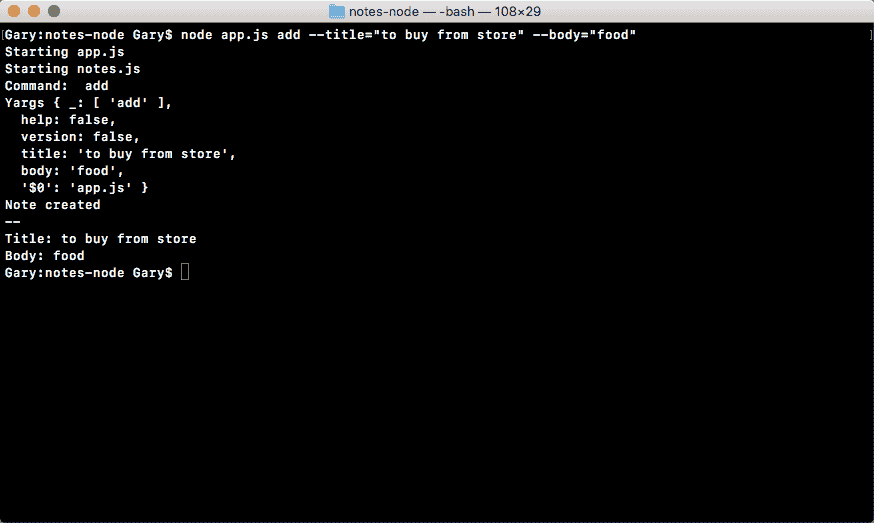 notes-node — -bash — 108×29
Gary:notes-node Gary$ node app.js add --title="to buy from store" --body="food"
Starting app.js
Starting notes.js
Command:  add
Yargs { _: [ 'add' ],
  help: false,
  version: false,
  title: 'to buy from store',
  body: 'food',
  '$0': 'app.js' }
Note created
--
Title: to buy from store
Body: food
Gary:notes-node Gary$